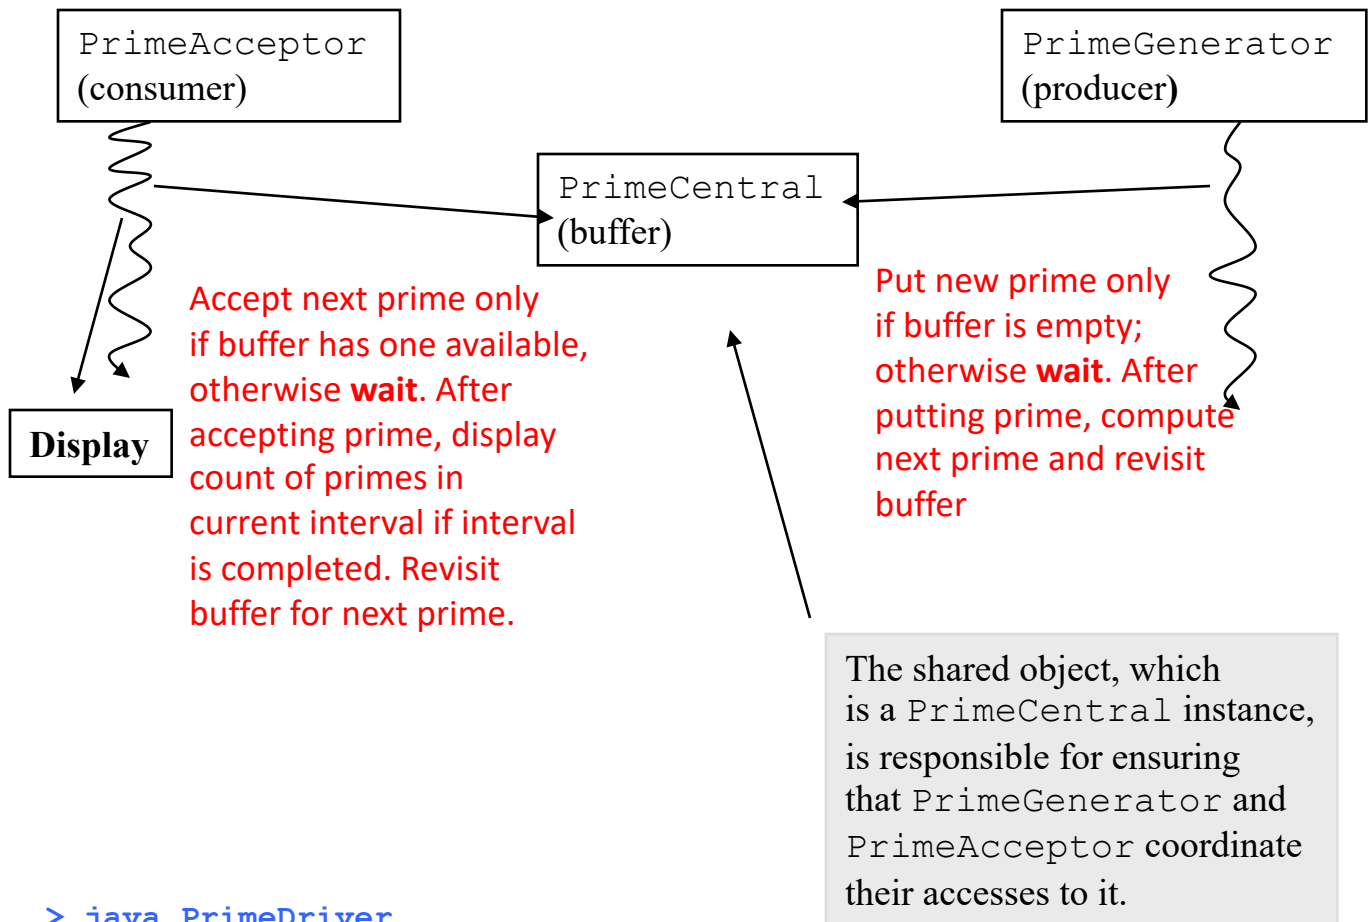 PrimeAcceptor
(consumer)
PrimeGenerator
(producer)
PrimeCentral
(buffer)
Accept next prime only
if buffer has one available,
otherwise wait. After
accepting prime, display
count of primes in
current interval if interval
is completed. Revisit
buffer for next prime.
Put new prime only
if buffer is empty;
otherwise wait. After
putting prime, compute
next prime and revisit
buffer
Display
The shared object, which
is a PrimeCentral instance,
is responsible for ensuring
that PrimeGenerator and
PrimeAcceptor coordinate
their accesses to it.
> java PrimeDriver